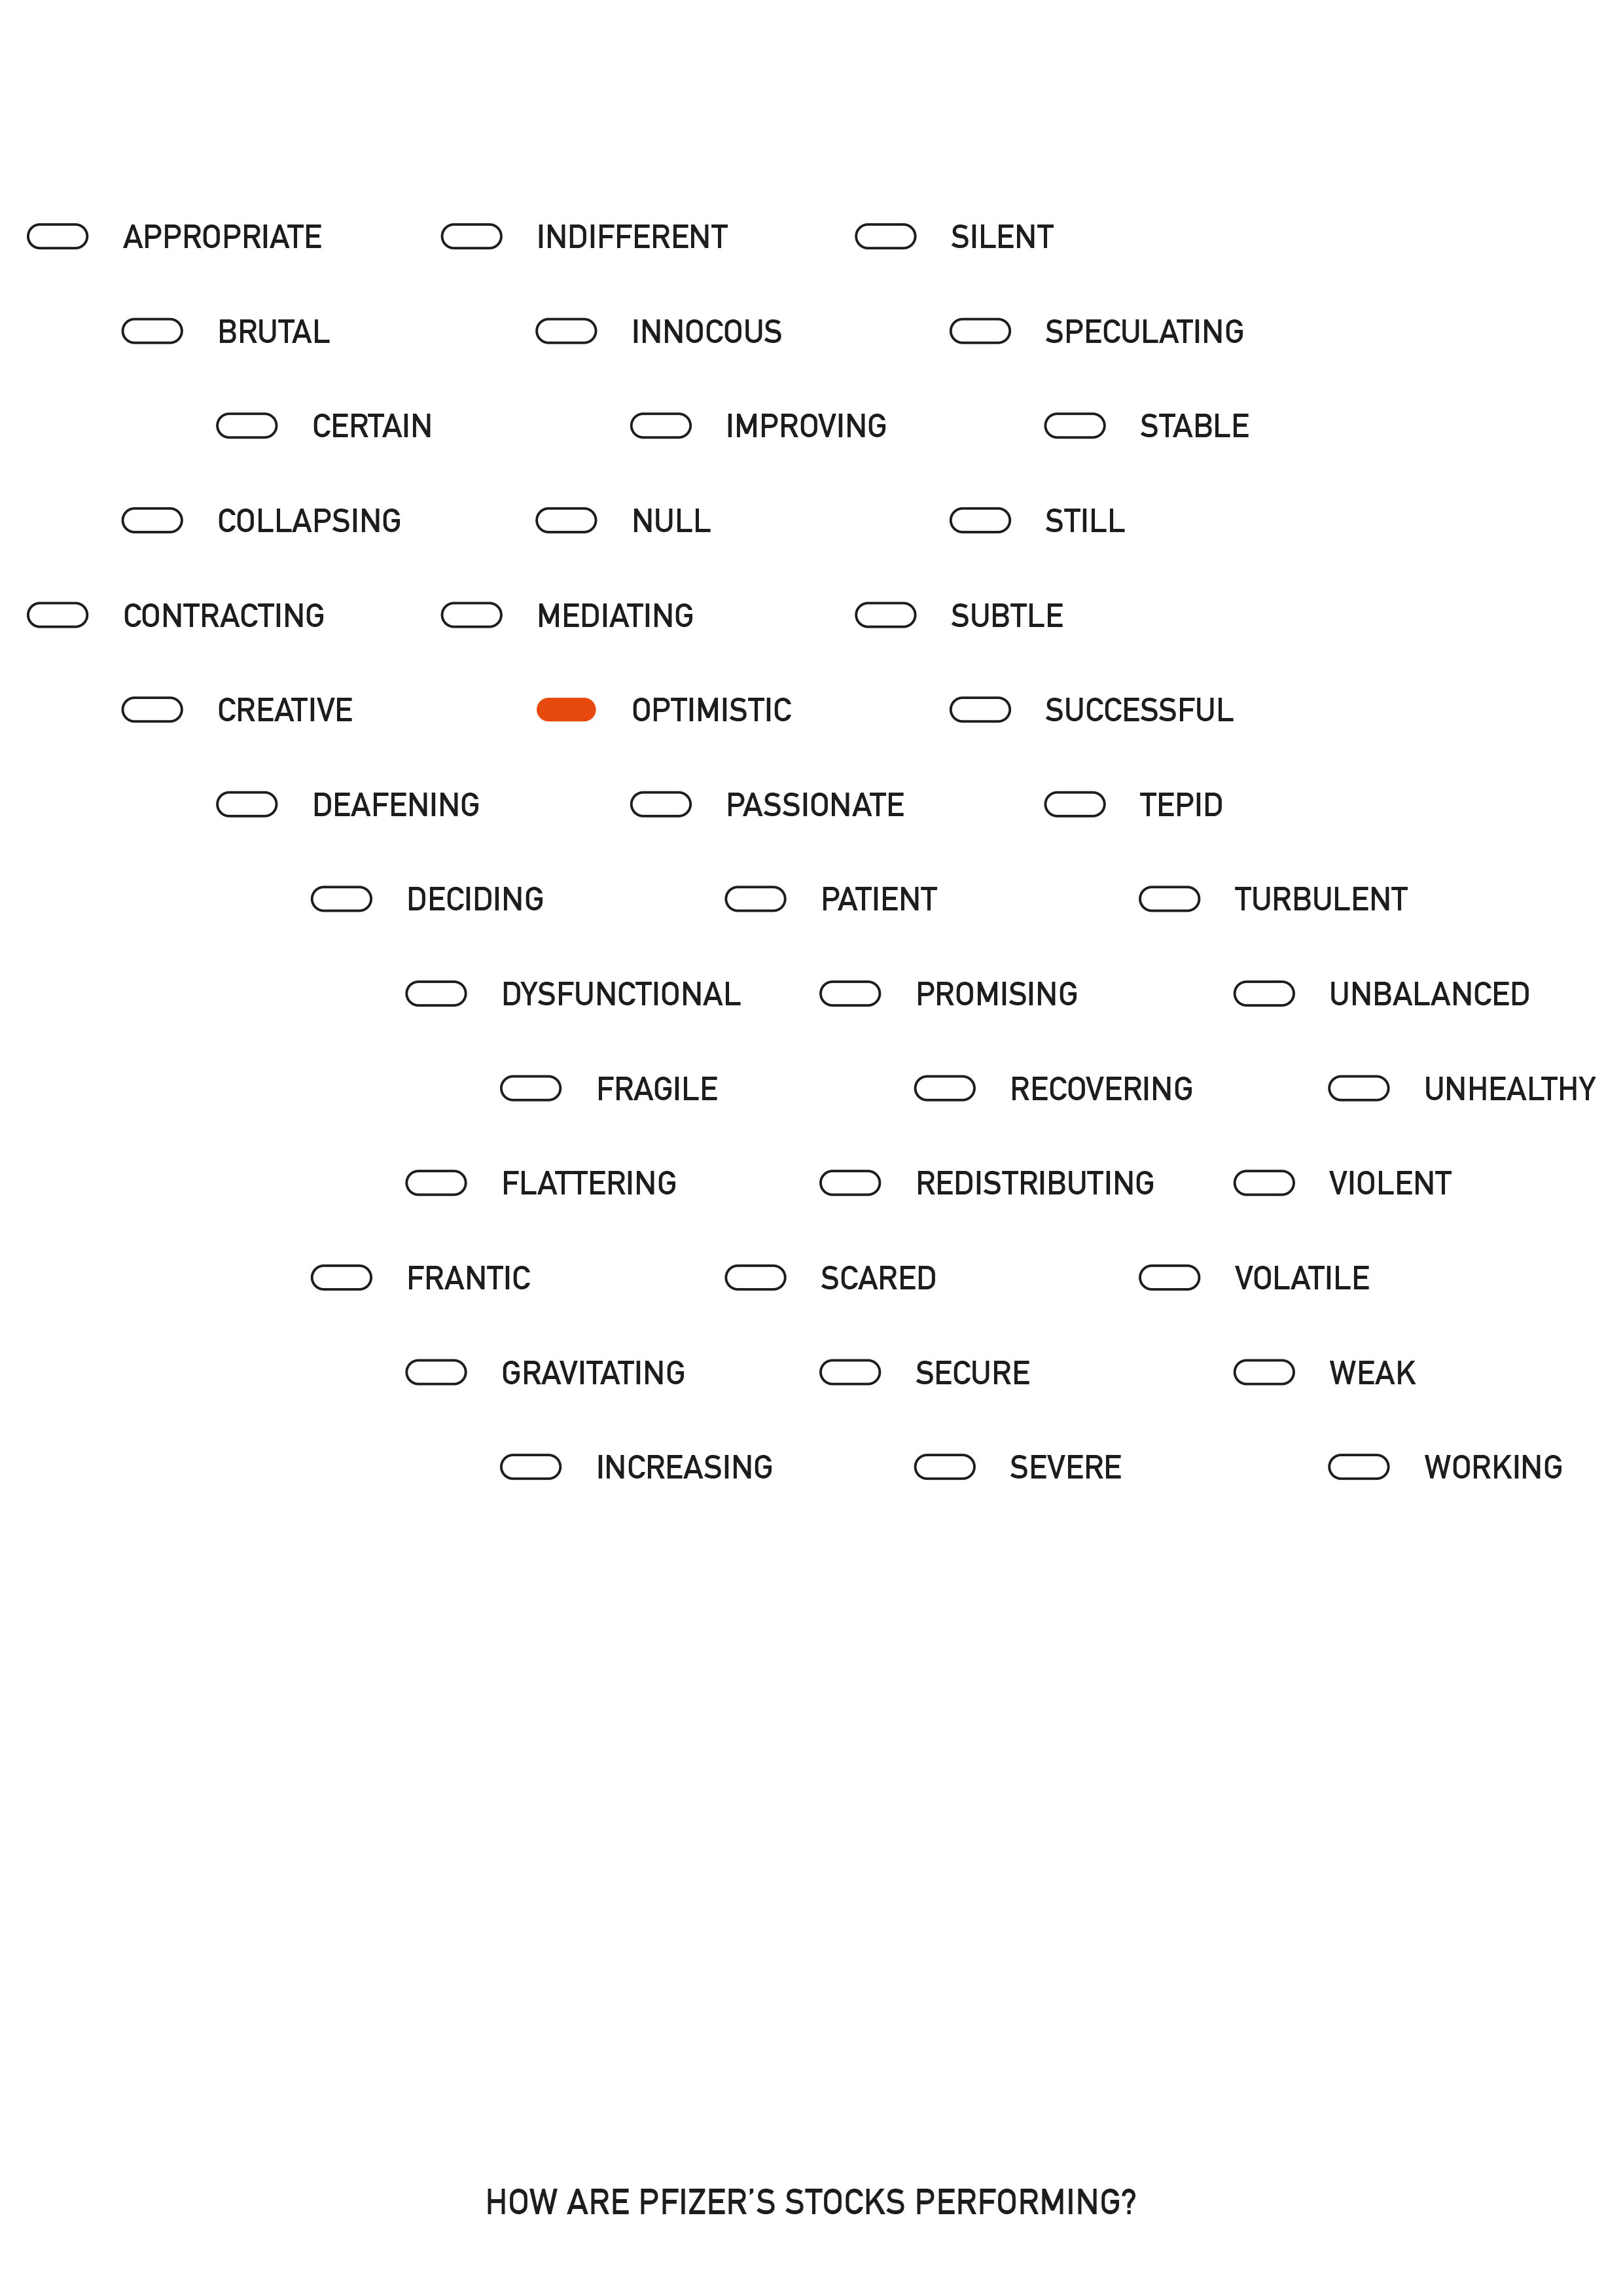 APPROPRIATE INDIFFERENT SILENT
BRUTAL INNOCOUS SPECULATING
CERTAIN IMPROVING STABLE
COLLAPSING NULL STILL
CONTRACTING MEDIATING SUBTLE
CREATIVE OPTIMISTIC SUCCESSFUL
DEAFENING PASSIONATE TEPID
DECIDING PATIENT TURBULENT
DYSFUNCTIONAL PROMISING UNBALANCED
FRAGILE RECOVERING UNHEALTHY
FLATTERING REDISTRIBUTING VIOLENT
FRANTIC SCARED VOLATILE
GRAVITATING SECURE WEAK
INCREASING SEVERE WORKING
HOW ARE PFIZER’S STOCKS PERFORMING?